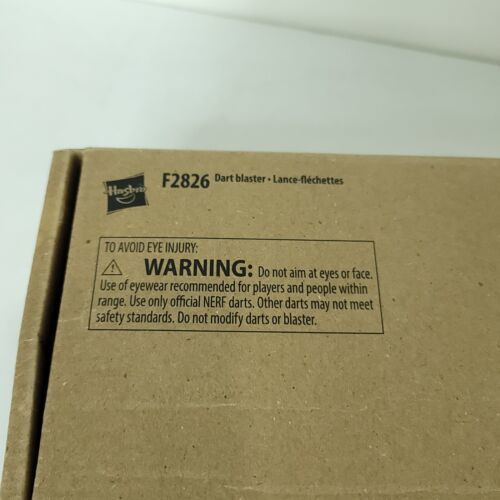 Hasbro
F2826 Dart blaster • Lance-fléchettes
TO AVOID EYE INJURY:
WARNING: Do not aim at eyes or face.
Use of eyewear recommended for players and people within
range. Use only official NERF darts. Other darts may not meet
safety standards. Do not modify darts or blaster.